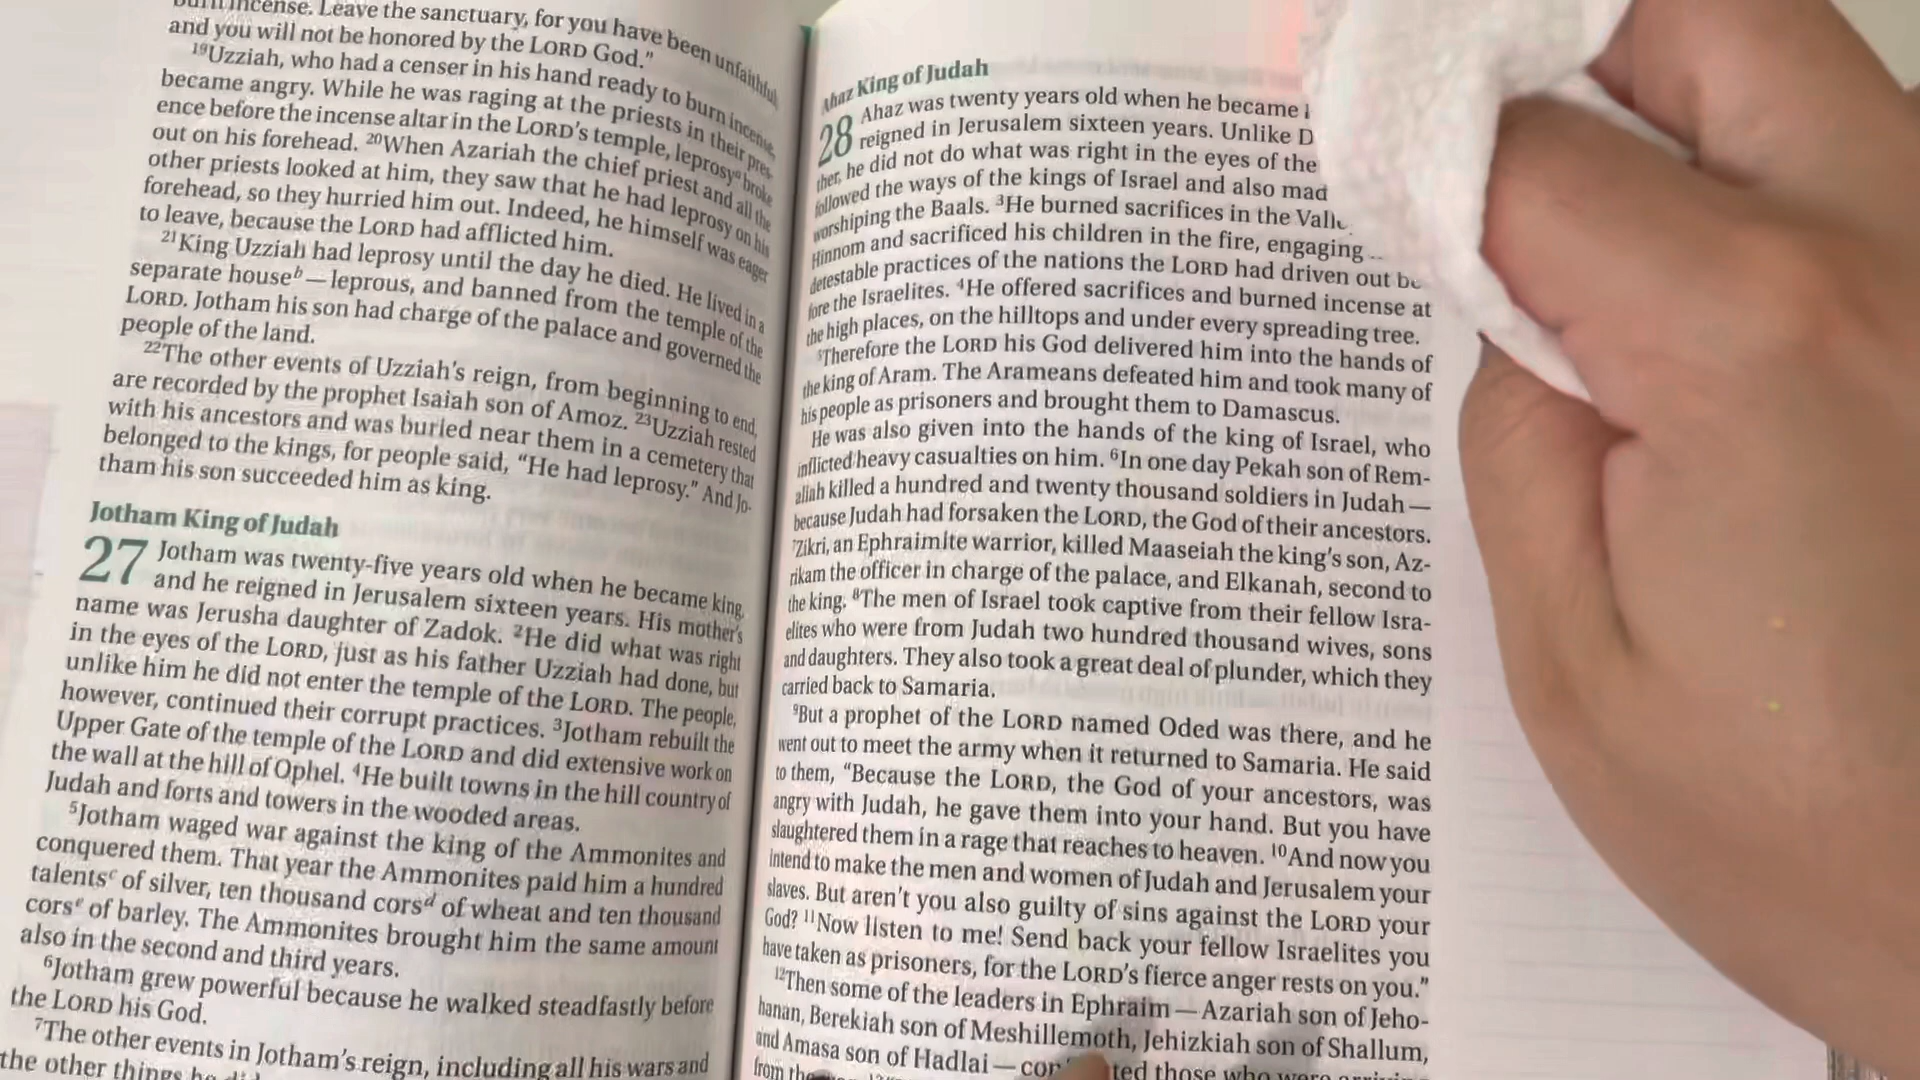 burn incense. Leave the sanctuary, for you have been unfaithful;
and you will not be honored by the LORD God.”
19Uzziah, who had a censer in his hand ready to burn incense,
became angry. While he was raging at the priests in their pres-
ence before the incense altar in the LORD’s temple, leprosya broke
out on his forehead. 20When Azariah the chief priest and all the
other priests looked at him, they saw that he had leprosy on his
forehead, so they hurried him out. Indeed, he himself was eager
to leave, because the LORD had afflicted him.
21King Uzziah had leprosy until the day he died. He lived in a
separate houseb — leprous, and banned from the temple of the
LORD. Jotham his son had charge of the palace and governed the
people of the land.
22The other events of Uzziah’s reign, from beginning to end,
are recorded by the prophet Isaiah son of Amoz. 23Uzziah rested
with his ancestors and was buried near them in a cemetery that
belonged to the kings, for people said, “He had leprosy.” And Jo-
tham his son succeeded him as king.
Jotham King of Judah
27 Jotham was twenty-five years old when he became king,
and he reigned in Jerusalem sixteen years. His mother’s
name was Jerusha daughter of Zadok. 2He did what was right
in the eyes of the LORD, just as his father Uzziah had done, but
unlike him he did not enter the temple of the LORD. The people,
however, continued their corrupt practices. 3Jotham rebuilt the
Upper Gate of the temple of the LORD and did extensive work on
the wall at the hill of Ophel. 4He built towns in the hill country of
Judah and forts and towers in the wooded areas.
5Jotham waged war against the king of the Ammonites and
conquered them. That year the Ammonites paid him a hundred
talentsc of silver, ten thousand corsd of wheat and ten thousand
corse of barley. The Ammonites brought him the same amount
also in the second and third years.
6Jotham grew powerful because he walked steadfastly before
the LORD his God.
7The other events in Jotham’s reign, including all his wars and
the other things he
Ahaz King of Judah
28 Ahaz was twenty years old when he became
reigned in Jerusalem sixteen years. Unlike D
ther, he did not do what was right in the eyes of the
followed the ways of the kings of Israel and also mad
worshiping the Baals. 3He burned sacrifices in the Valle
Hinnom and sacrificed his children in the fire, engaging
detestable practices of the nations the LORD had driven out be-
fore the Israelites. 4He offered sacrifices and burned incense at
the high places, on the hilltops and under every spreading tree.
5Therefore the LORD his God delivered him into the hands of
the king of Aram. The Arameans defeated him and took many of
his people as prisoners and brought them to Damascus.
He was also given into the hands of the king of Israel, who
inflicted heavy casualties on him. 6In one day Pekah son of Rem-
aliah killed a hundred and twenty thousand soldiers in Judah —
because Judah had forsaken the LORD, the God of their ancestors.
7Zikri, an Ephraimite warrior, killed Maaseiah the king’s son, Az-
rikam the officer in charge of the palace, and Elkanah, second to
the king. 8The men of Israel took captive from their fellow Isra-
elites who were from Judah two hundred thousand wives, sons
and daughters. They also took a great deal of plunder, which they
carried back to Samaria.
9But a prophet of the LORD named Oded was there, and he
went out to meet the army when it returned to Samaria. He said
to them, “Because the LORD, the God of your ancestors, was
angry with Judah, he gave them into your hand. But you have
slaughtered them in a rage that reaches to heaven. 10And now you
intend to make the men and women of Judah and Jerusalem your
slaves. But aren’t you also guilty of sins against the LORD your
God? 11Now listen to me! Send back your fellow Israelites you
have taken as prisoners, for the LORD’s fierce anger rests on you.”
12Then some of the leaders in Ephraim — Azariah son of Jeho-
hanan, Berekiah son of Meshillemoth, Jehizkiah son of Shallum,
and Amasa son of Hadlai — those who were
from the